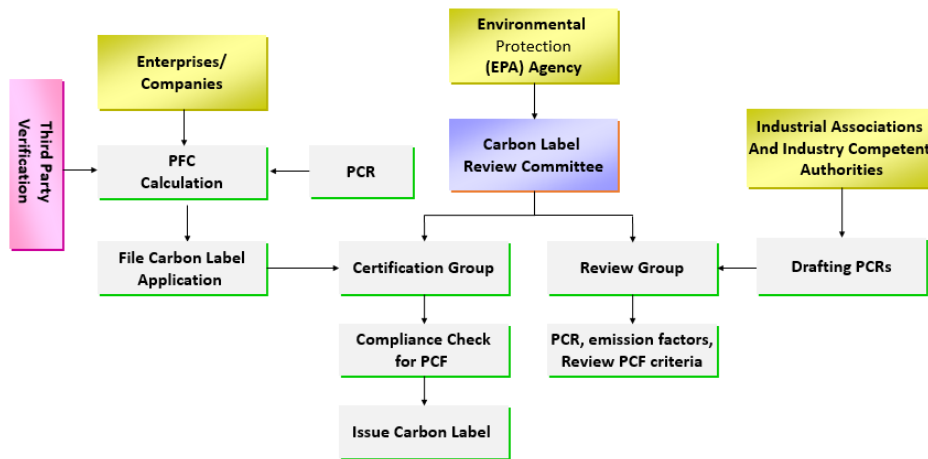 Environmental
Protection
(EPA) Agency
Enterprises/
Companies
Third Party
Verification
Carbon Label
Review Committee
Industrial Associations
And Industry Competent
Authorities
PFC
Calculation
PCR
File Carbon Label
Application
Certification Group
Review Group
Drafting PCRs
Compliance Check
for PCF
PCR, emission factors,
Review PCF criteria
Issue Carbon Label